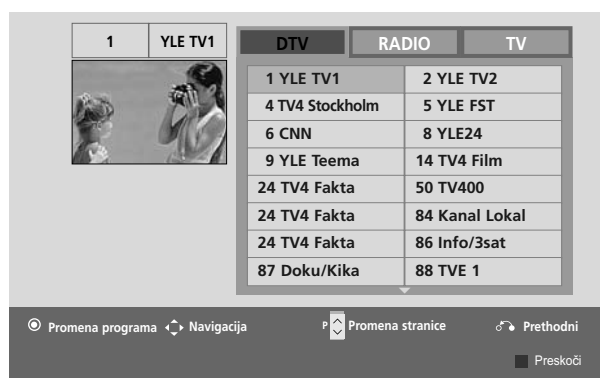 1 YLE TV1
DTV RADIO TV
1 YLE TV1 2 YLE TV2
4 TV4 Stockholm 5 YLE FST
6 CNN 8 YLE24
9 YLE Teema 14 TV4 Film
24 TV4 Fakta 50 TV400
24 TV4 Fakta 84 Kanal Lokal
24 TV4 Fakta 86 Info/3sat
87 Doku/Kika 88 TVE 1
Promena programa Navigacija P Promena stranice Prethodni
Preskoči